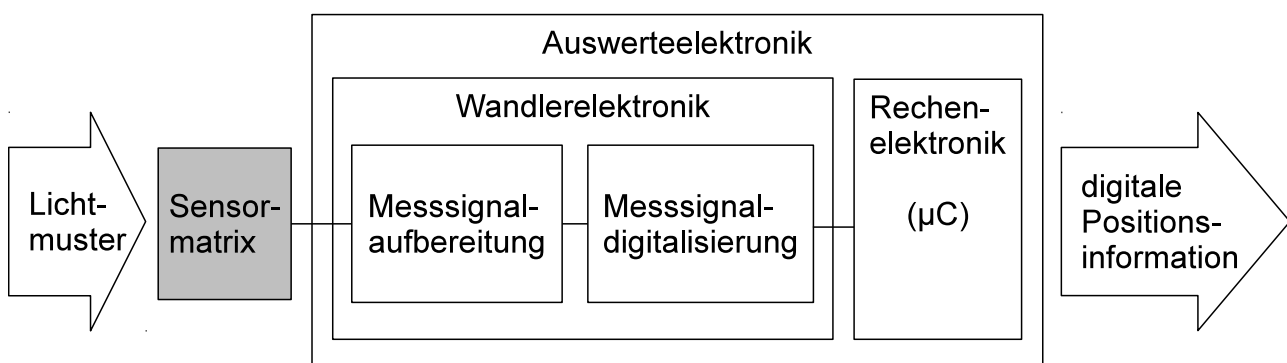 Auswerteelektronik
Wandlerelektronik
Rechen-
elektronik
(µC)
Licht-
muster
Sensor-
matrix
Messsignal-
aufbereitung
Messsignal-
digitalisierung
digitale
Positions-
information